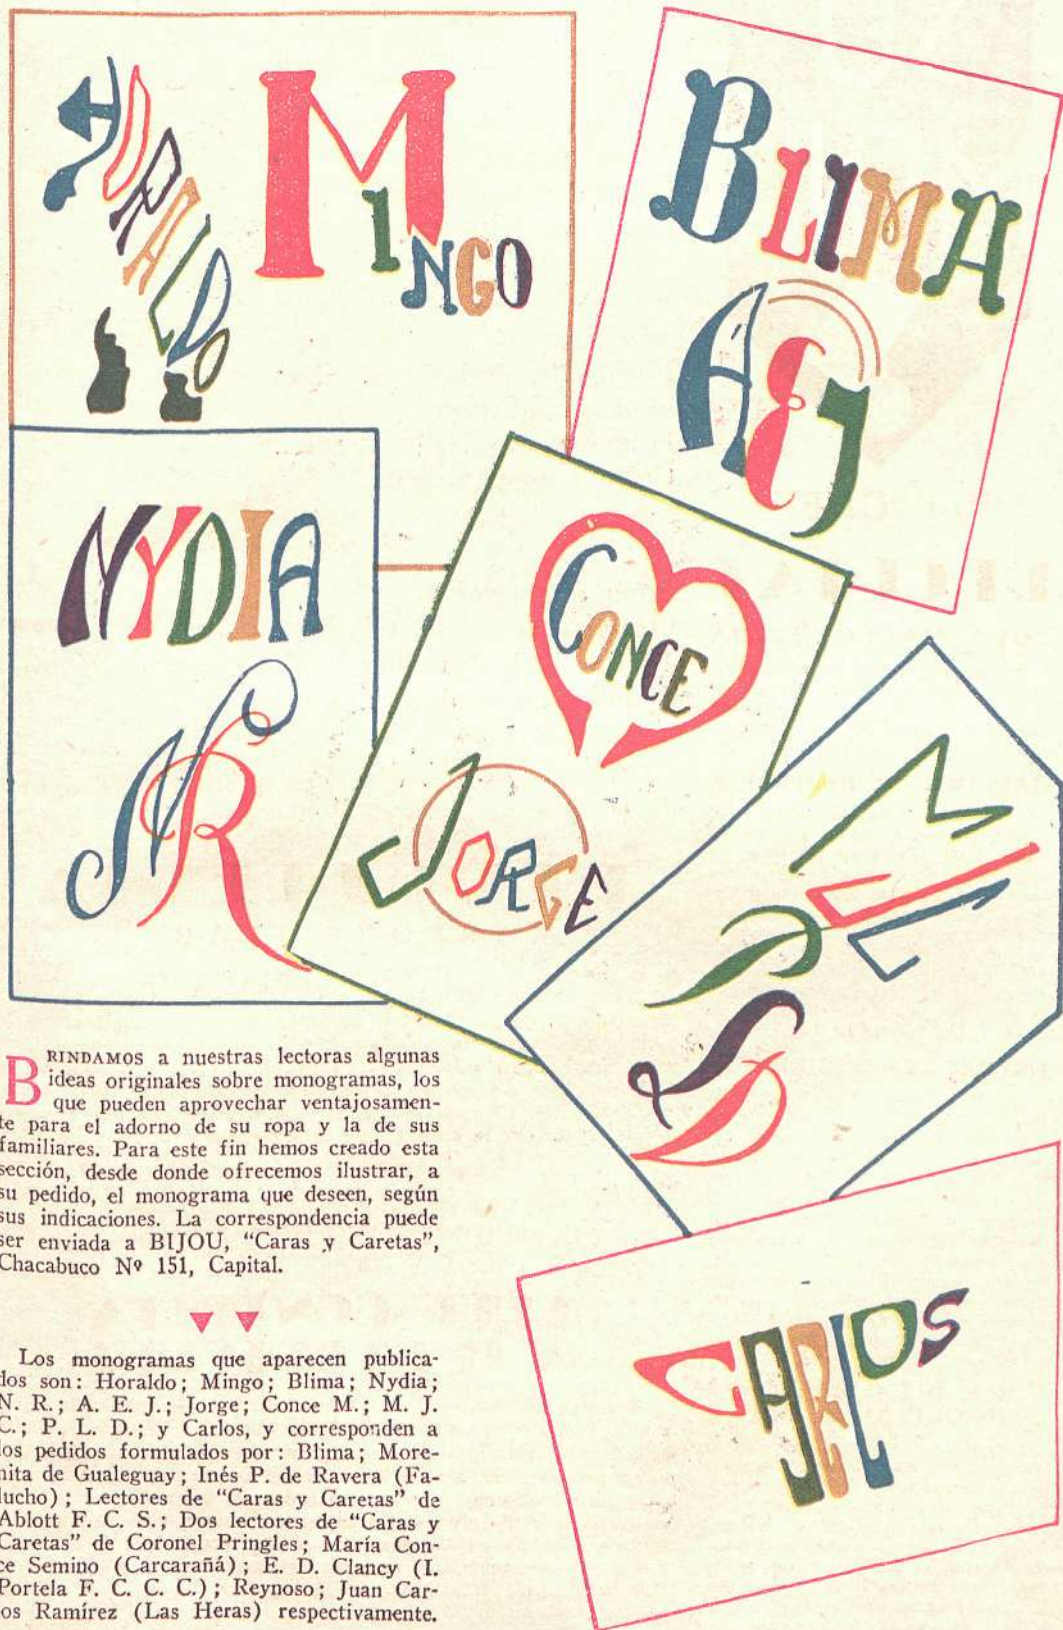 HORALDO
MINGO
BLIMA
AEJ
NYDIA
NR
CONCE
JORGE
MJC
PLD
BRINDAMOS a nuestras lectoras algunas
ideas originales sobre monogramas, los
que pueden aprovechar ventajosamen-
te para el adorno de su ropa y la de sus
familiares. Para este fin hemos creado esta
sección, desde donde ofrecemos ilustrar, a
su pedido, el monograma que deseen, según
sus indicaciones. La correspondencia puede
ser enviada a BIJOU, "Caras y Caretas",
Chacabuco Nº 151, Capital.
CARLOS
Los monogramas que aparecen publica-
dos son: Horaldo; Mingo; Blima; Nydia;
N. R.; A. E. J.; Jorge; Conce M.; M. J.
C.; P. L. D.; y Carlos, y corresponden a
los pedidos formulados por: Blima; More-
nita de Gualeguay; Inés P. de Ravera (Fa-
lucho); Lectores de "Caras y Caretas" de
Ablott F. C. S.; Dos lectores de "Caras y
Caretas" de Coronel Pringles; María Con-
ce Semino (Carcarañá); E. D. Clancy (I.
Portela F. C. C. C.); Reynoso; Juan Car-
los Ramírez (Las Heras) respectivamente.